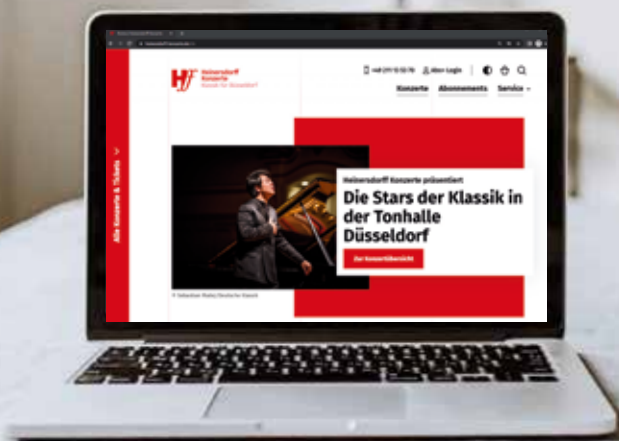 Heinersdorff
Konzerte
Klassik für Düsseldorf
Abo-Login
Konzerte Abonnements Service
Alle Konzerte & Tickets
Heinersdorff Konzerte präsentiert
Die Stars der Klassik in
der Tonhalle
Düsseldorf
Zur Konzertübersicht